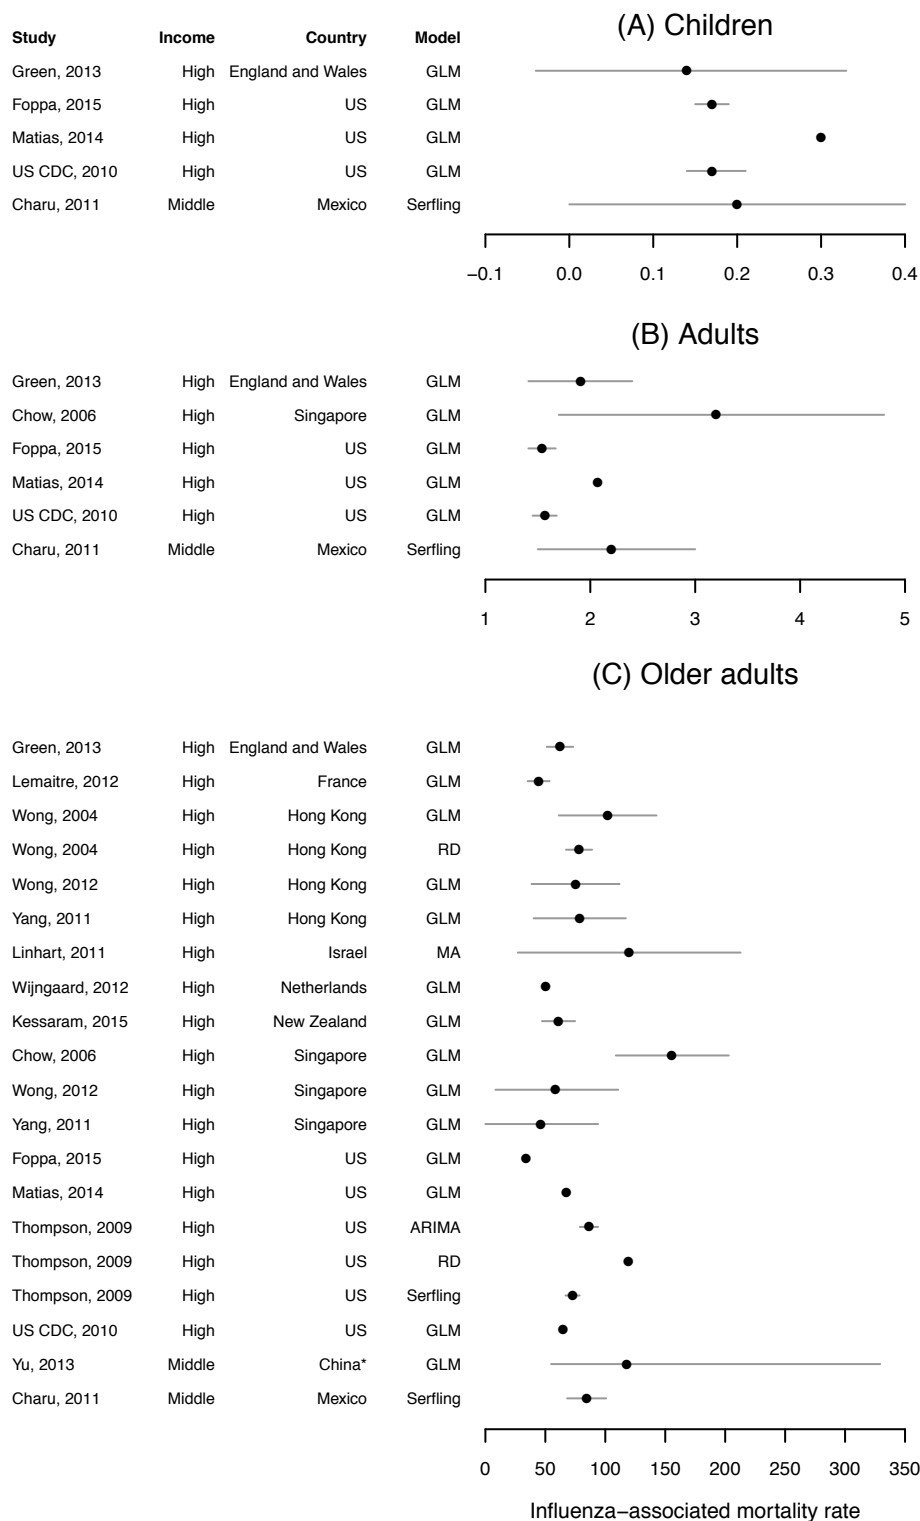 (A) Children
Study Income Country Model
Green, 2013 High England and Wales GLM
Foppa, 2015 High US GLM
Matias, 2014 High US GLM
US CDC, 2010 High US GLM
Charu, 2011 Middle Mexico Serfling
−0.1 0.0 0.1 0.2 0.3 0.4
(B) Adults
Green, 2013 High England and Wales GLM
Chow, 2006 High Singapore GLM
Foppa, 2015 High US GLM
Matias, 2014 High US GLM
US CDC, 2010 High US GLM
Charu, 2011 Middle Mexico Serfling
1 2 3 4 5
(C) Older adults
Green, 2013 High England and Wales GLM
Lemaitre, 2012 High France GLM
Wong, 2004 High Hong Kong GLM
Wong, 2004 High Hong Kong RD
Wong, 2012 High Hong Kong GLM
Yang, 2011 High Hong Kong GLM
Linhart, 2011 High Israel MA
Wijngaard, 2012 High Netherlands GLM
Kessaram, 2015 High New Zealand GLM
Chow, 2006 High Singapore GLM
Wong, 2012 High Singapore GLM
Yang, 2011 High Singapore GLM
Foppa, 2015 High US GLM
Matias, 2014 High US GLM
Thompson, 2009 High US ARIMA
Thompson, 2009 High US RD
Thompson, 2009 High US Serfling
US CDC, 2010 High US GLM
Yu, 2013 Middle China* GLM
Charu, 2011 Middle Mexico Serfling
0 50 100 150 200 250 300 350
Influenza−associated mortality rate